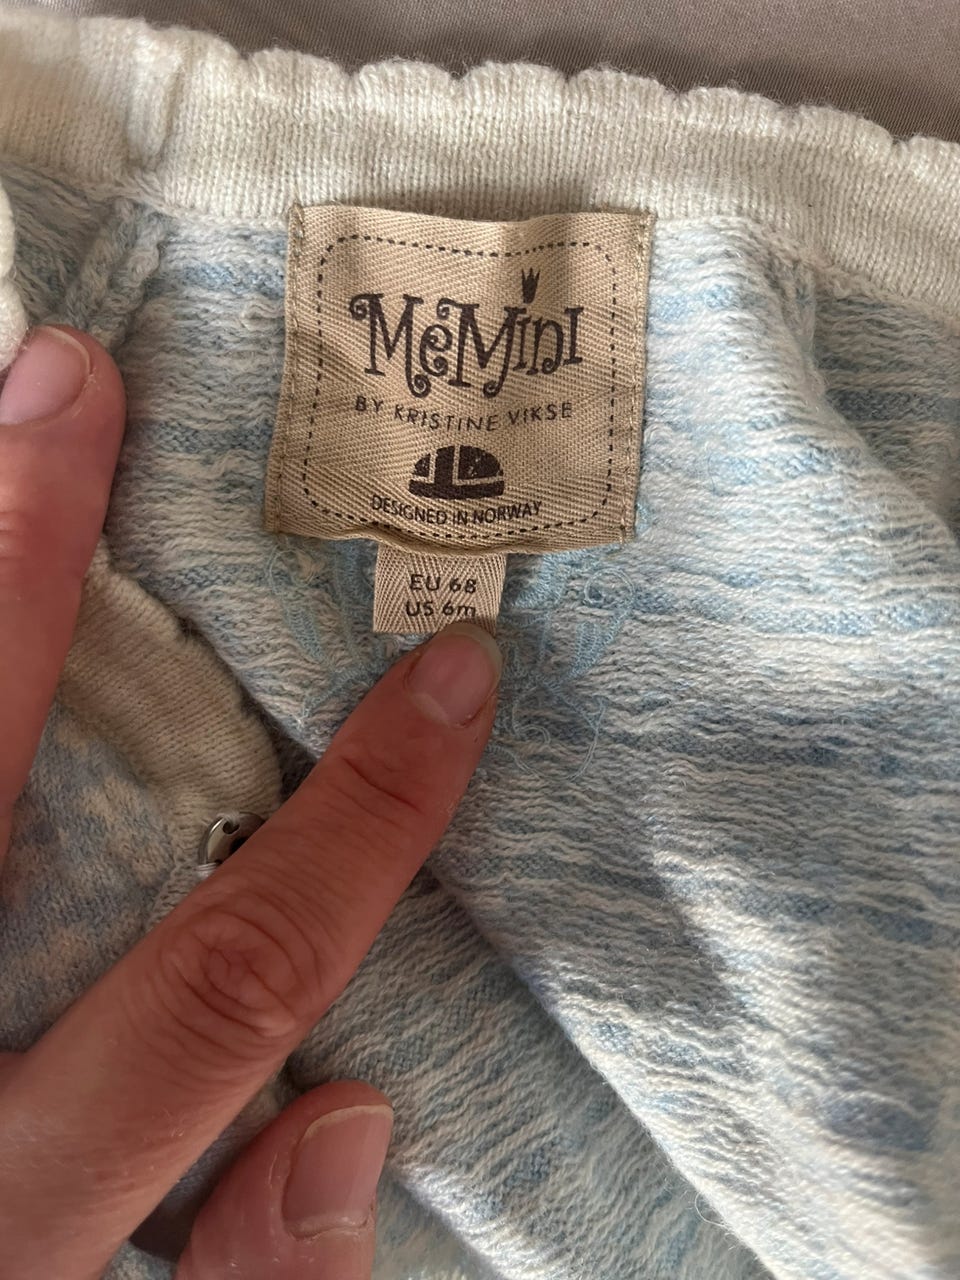 MeMini
BY KRISTINE VIKSE
DESIGNED IN NORWAY
EU 68
US 6m